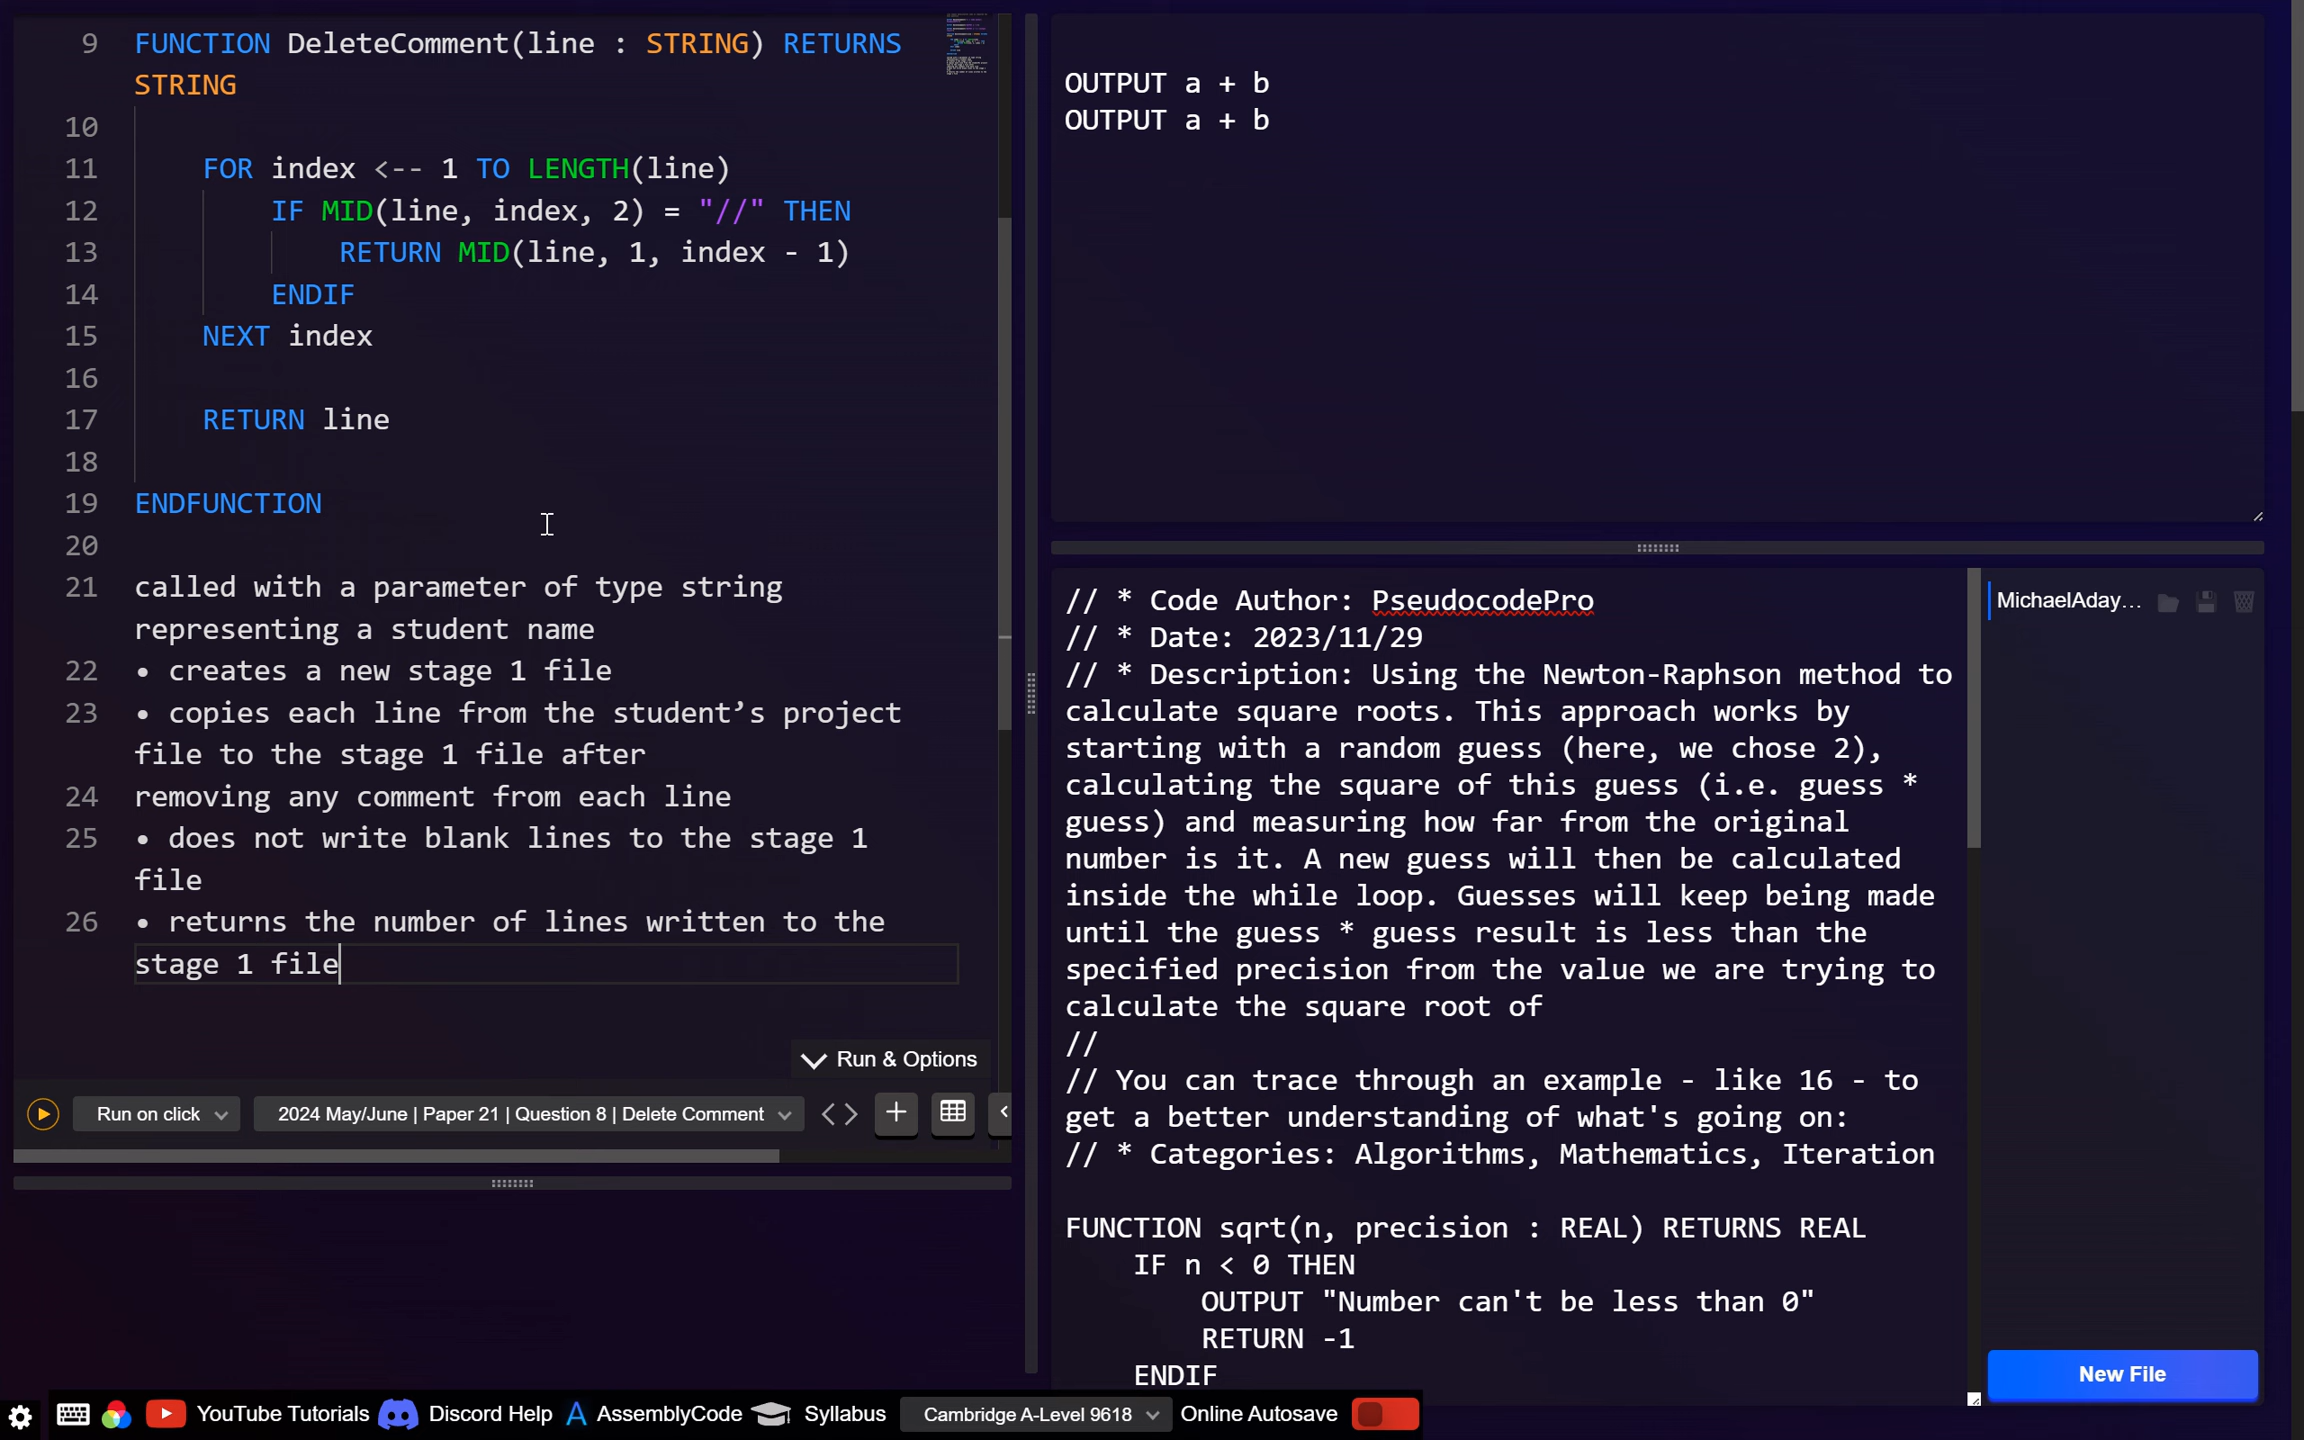 9 FUNCTION DeleteComment(line : STRING) RETURNS
STRING
10
11 FOR index <-- 1 TO LENGTH(line)
12 IF MID(line, index, 2) = "//" THEN
13 RETURN MID(line, 1, index - 1)
14 ENDIF
15 NEXT index
16
17 RETURN line
18
19 ENDFUNCTION
20
21 called with a parameter of type string
representing a student name
22 • creates a new stage 1 file
23 • copies each line from the student’s project
file to the stage 1 file after
24 removing any comment from each line
25 • does not write blank lines to the stage 1
file
26 • returns the number of lines written to the
stage 1 file
Run & Options
Run on click
2024 May/June | Paper 21 | Question 8 | Delete Comment
OUTPUT a + b
OUTPUT a + b
// * Code Author: PseudocodePro
// * Date: 2023/11/29
// * Description: Using the Newton-Raphson method to
calculate square roots. This approach works by
starting with a random guess (here, we chose 2),
calculating the square of this guess (i.e. guess *
guess) and measuring how far from the original
number is it. A new guess will then be calculated
inside the while loop. Guesses will keep being made
until the guess * guess result is less than the
specified precision from the value we are trying to
calculate the square root of
//
// You can trace through an example - like 16 - to
get a better understanding of what's going on:
// * Categories: Algorithms, Mathematics, Iteration
FUNCTION sqrt(n, precision : REAL) RETURNS REAL
IF n < 0 THEN
OUTPUT "Number can't be less than 0"
RETURN -1
ENDIF
MichaelAday...
New File
YouTube Tutorials
Discord Help
AssemblyCode
Syllabus
Cambridge A-Level 9618
Online Autosave